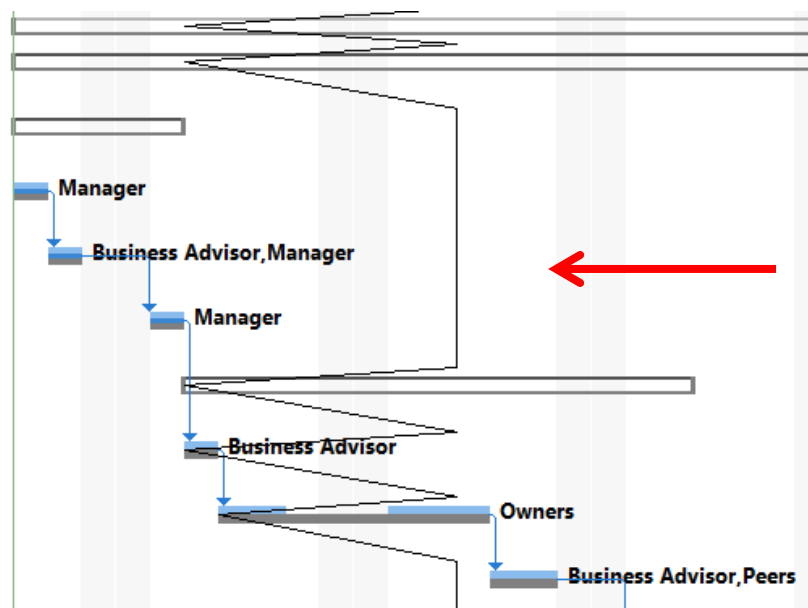 Manager
Business Advisor,Manager
Manager
Business Advisor
Owners
Business Advisor,Peers